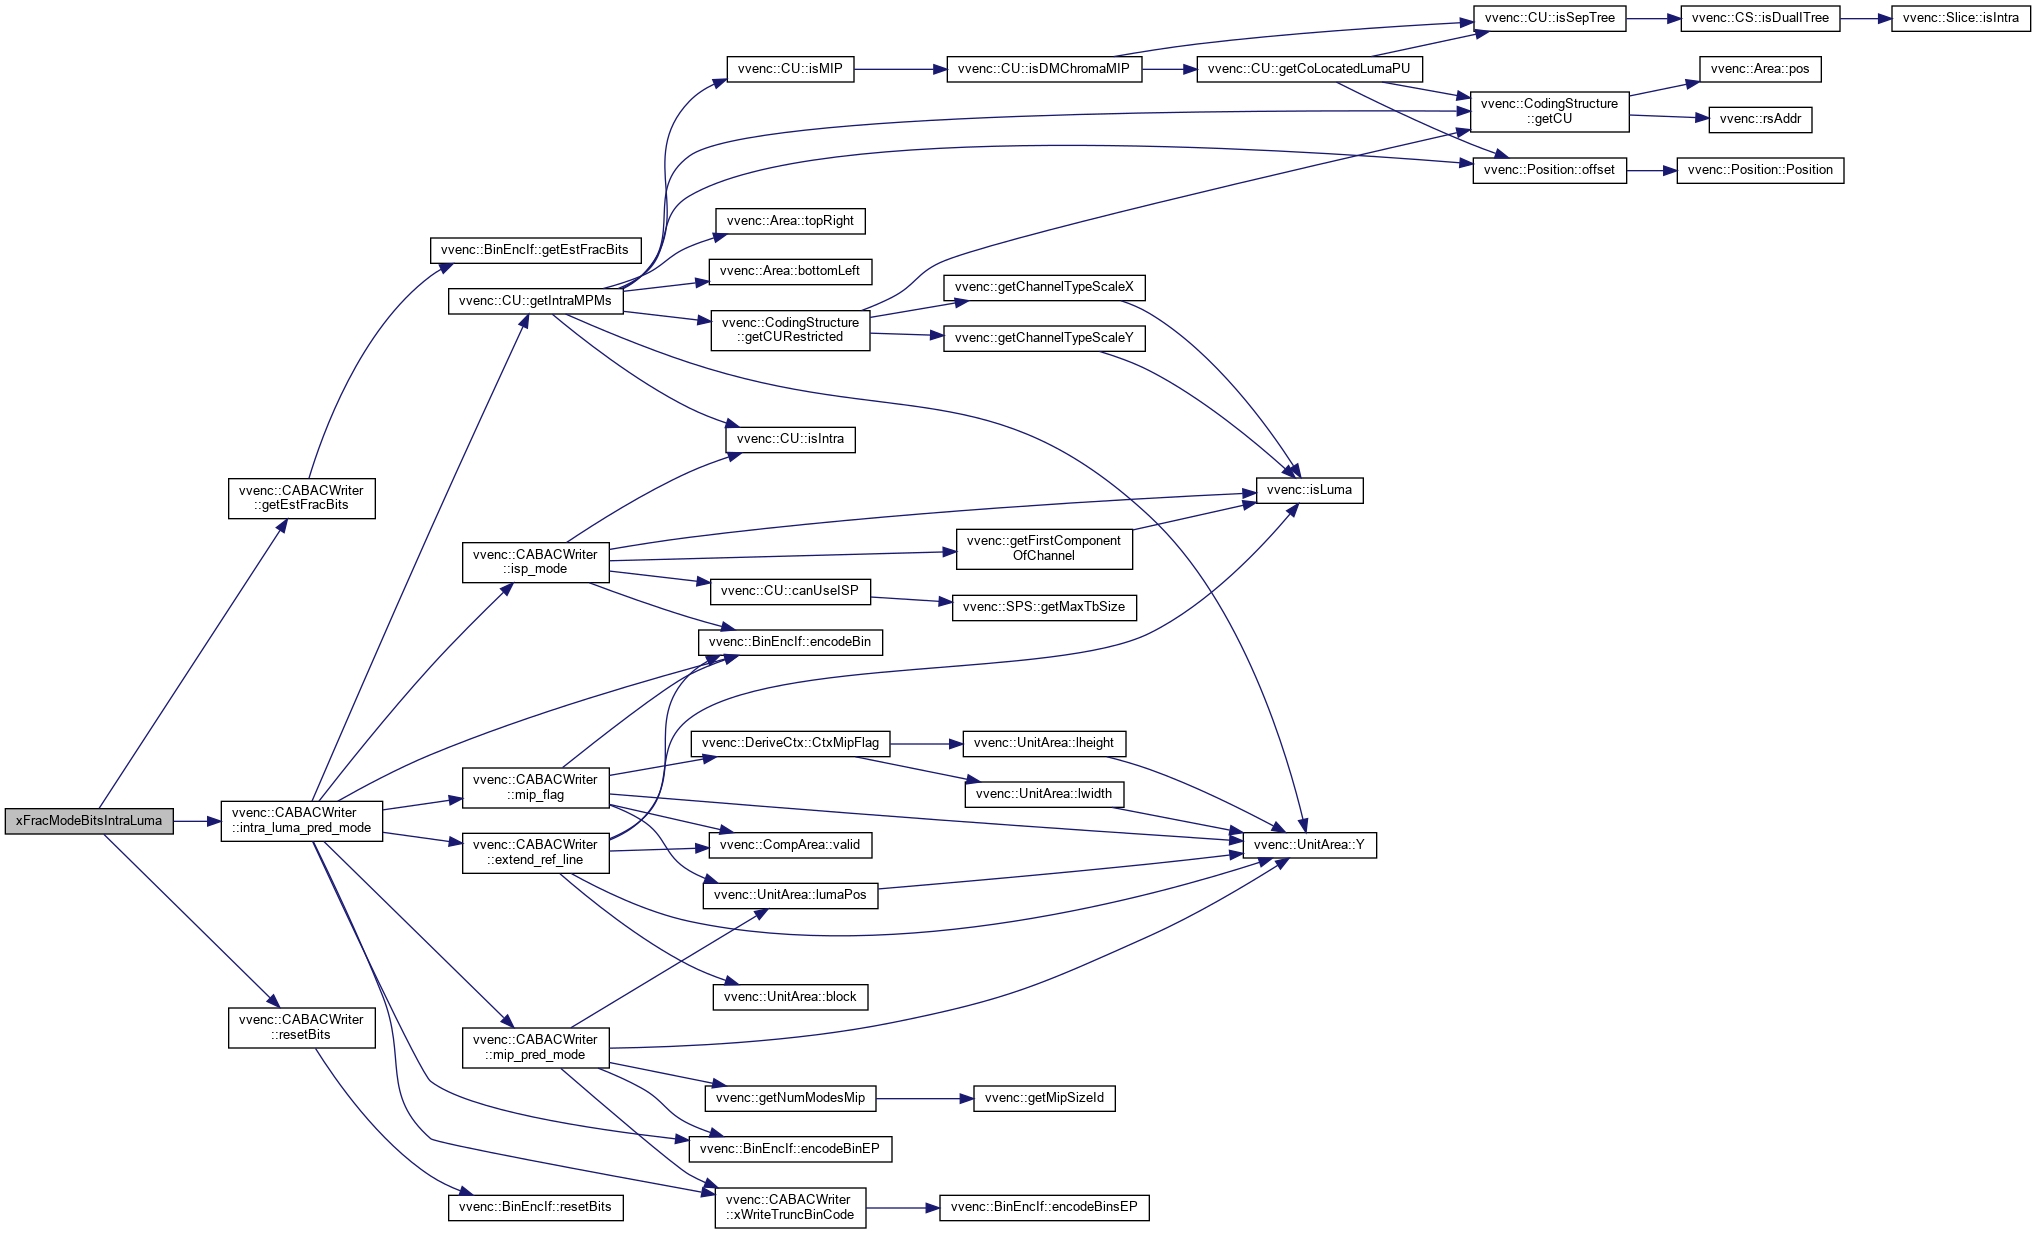 vvenc::CU::isSepTree
vvenc::CS::isDualITree
vvenc::Slice::isIntra
vvenc::CU::isMIP
vvenc::CU::isDMChromaMIP
vvenc::CU::getCoLocatedLumaPU
vvenc::Area::pos
vvenc::CodingStructure
::getCU
vvenc::rsAddr
vvenc::Position::offset
vvenc::Position::Position
vvenc::Area::topRight
vvenc::BinEncIf::getEstFracBits
vvenc::Area::bottomLeft
vvenc::CU::getIntraMPMs
vvenc::getChannelTypeScaleX
vvenc::CodingStructure
::getCURestricted
vvenc::getChannelTypeScaleY
vvenc::CU::isIntra
vvenc::CABACWriter
::getEstFracBits
vvenc::isLuma
vvenc::CABACWriter
::isp_mode
vvenc::getFirstComponent
OfChannel
vvenc::CU::canUseISP
vvenc::SPS::getMaxTbSize
vvenc::BinEncIf::encodeBin
vvenc::DeriveCtx::CtxMipFlag
vvenc::UnitArea::lheight
vvenc::CABACWriter
::mip_flag
vvenc::UnitArea::lwidth
xFracModeBitsIntraLuma
vvenc::CABACWriter
::intra_luma_pred_mode
vvenc::CABACWriter
::extend_ref_line
vvenc::CompArea::valid
vvenc::UnitArea::Y
vvenc::UnitArea::lumaPos
vvenc::UnitArea::block
vvenc::CABACWriter
::resetBits
vvenc::CABACWriter
::mip_pred_mode
vvenc::getNumModesMip
vvenc::getMipSizeId
vvenc::BinEncIf::encodeBinEP
vvenc::BinEncIf::resetBits
vvenc::CABACWriter
::xWriteTruncBinCode
vvenc::BinEncIf::encodeBinsEP